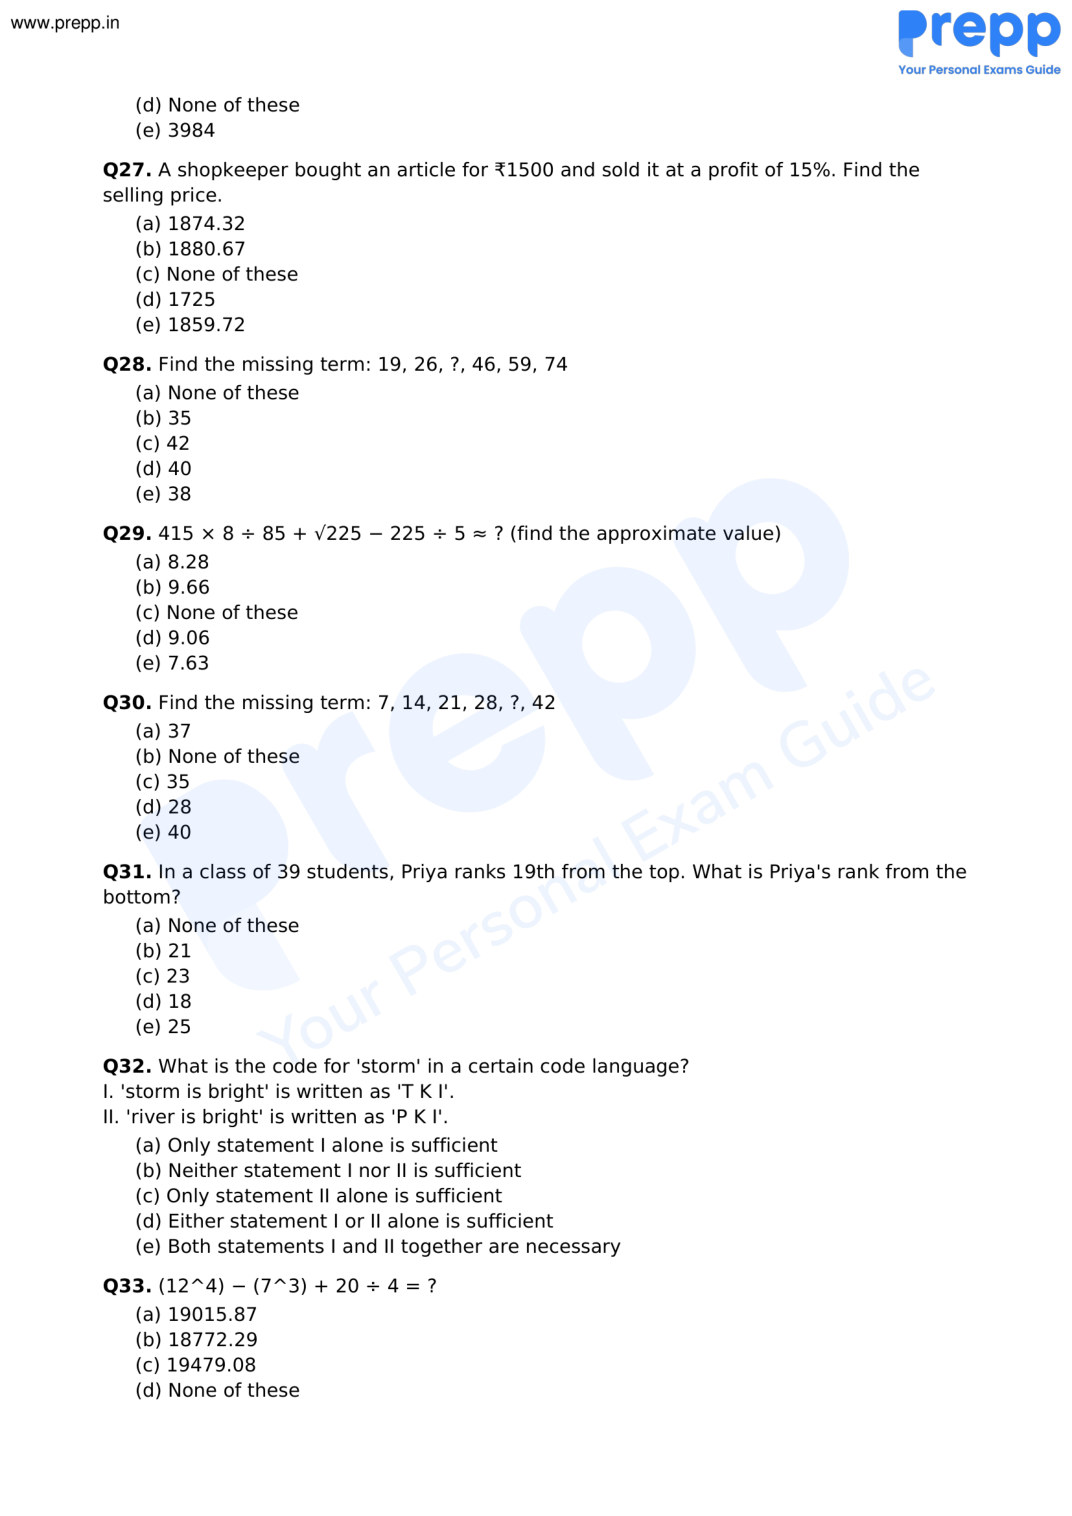 www.prepp.in
Prepp
Your Personal Exams Guide
(d) None of these
(e) 3984
Q27. A shopkeeper bought an article for ₹1500 and sold it at a profit of 15%. Find the
selling price.
(a) 1874.32
(b) 1880.67
(c) None of these
(d) 1725
(e) 1859.72
Q28. Find the missing term: 19, 26, ?, 46, 59, 74
(a) None of these
(b) 35
(c) 42
(d) 40
(e) 38
Q29. 415 × 8 ÷ 85 + √225 − 225 ÷ 5 ≈ ? (find the approximate value)
(a) 8.28
(b) 9.66
(c) None of these
(d) 9.06
(e) 7.63
Q30. Find the missing term: 7, 14, 21, 28, ?, 42
(a) 37
(b) None of these
(c) 35
(d) 28
(e) 40
Q31. In a class of 39 students, Priya ranks 19th from the top. What is Priya's rank from the
bottom?
(a) None of these
(b) 21
(c) 23
(d) 18
(e) 25
Q32. What is the code for 'storm' in a certain code language?
I. 'storm is bright' is written as 'T K I'.
II. 'river is bright' is written as 'P K I'.
(a) Only statement I alone is sufficient
(b) Neither statement I nor II is sufficient
(c) Only statement II alone is sufficient
(d) Either statement I or II alone is sufficient
(e) Both statements I and II together are necessary
Q33. (12^4) − (7^3) + 20 ÷ 4 = ?
(a) 19015.87
(b) 18772.29
(c) 19479.08
(d) None of these
prepp
Your Personal Exam Guide